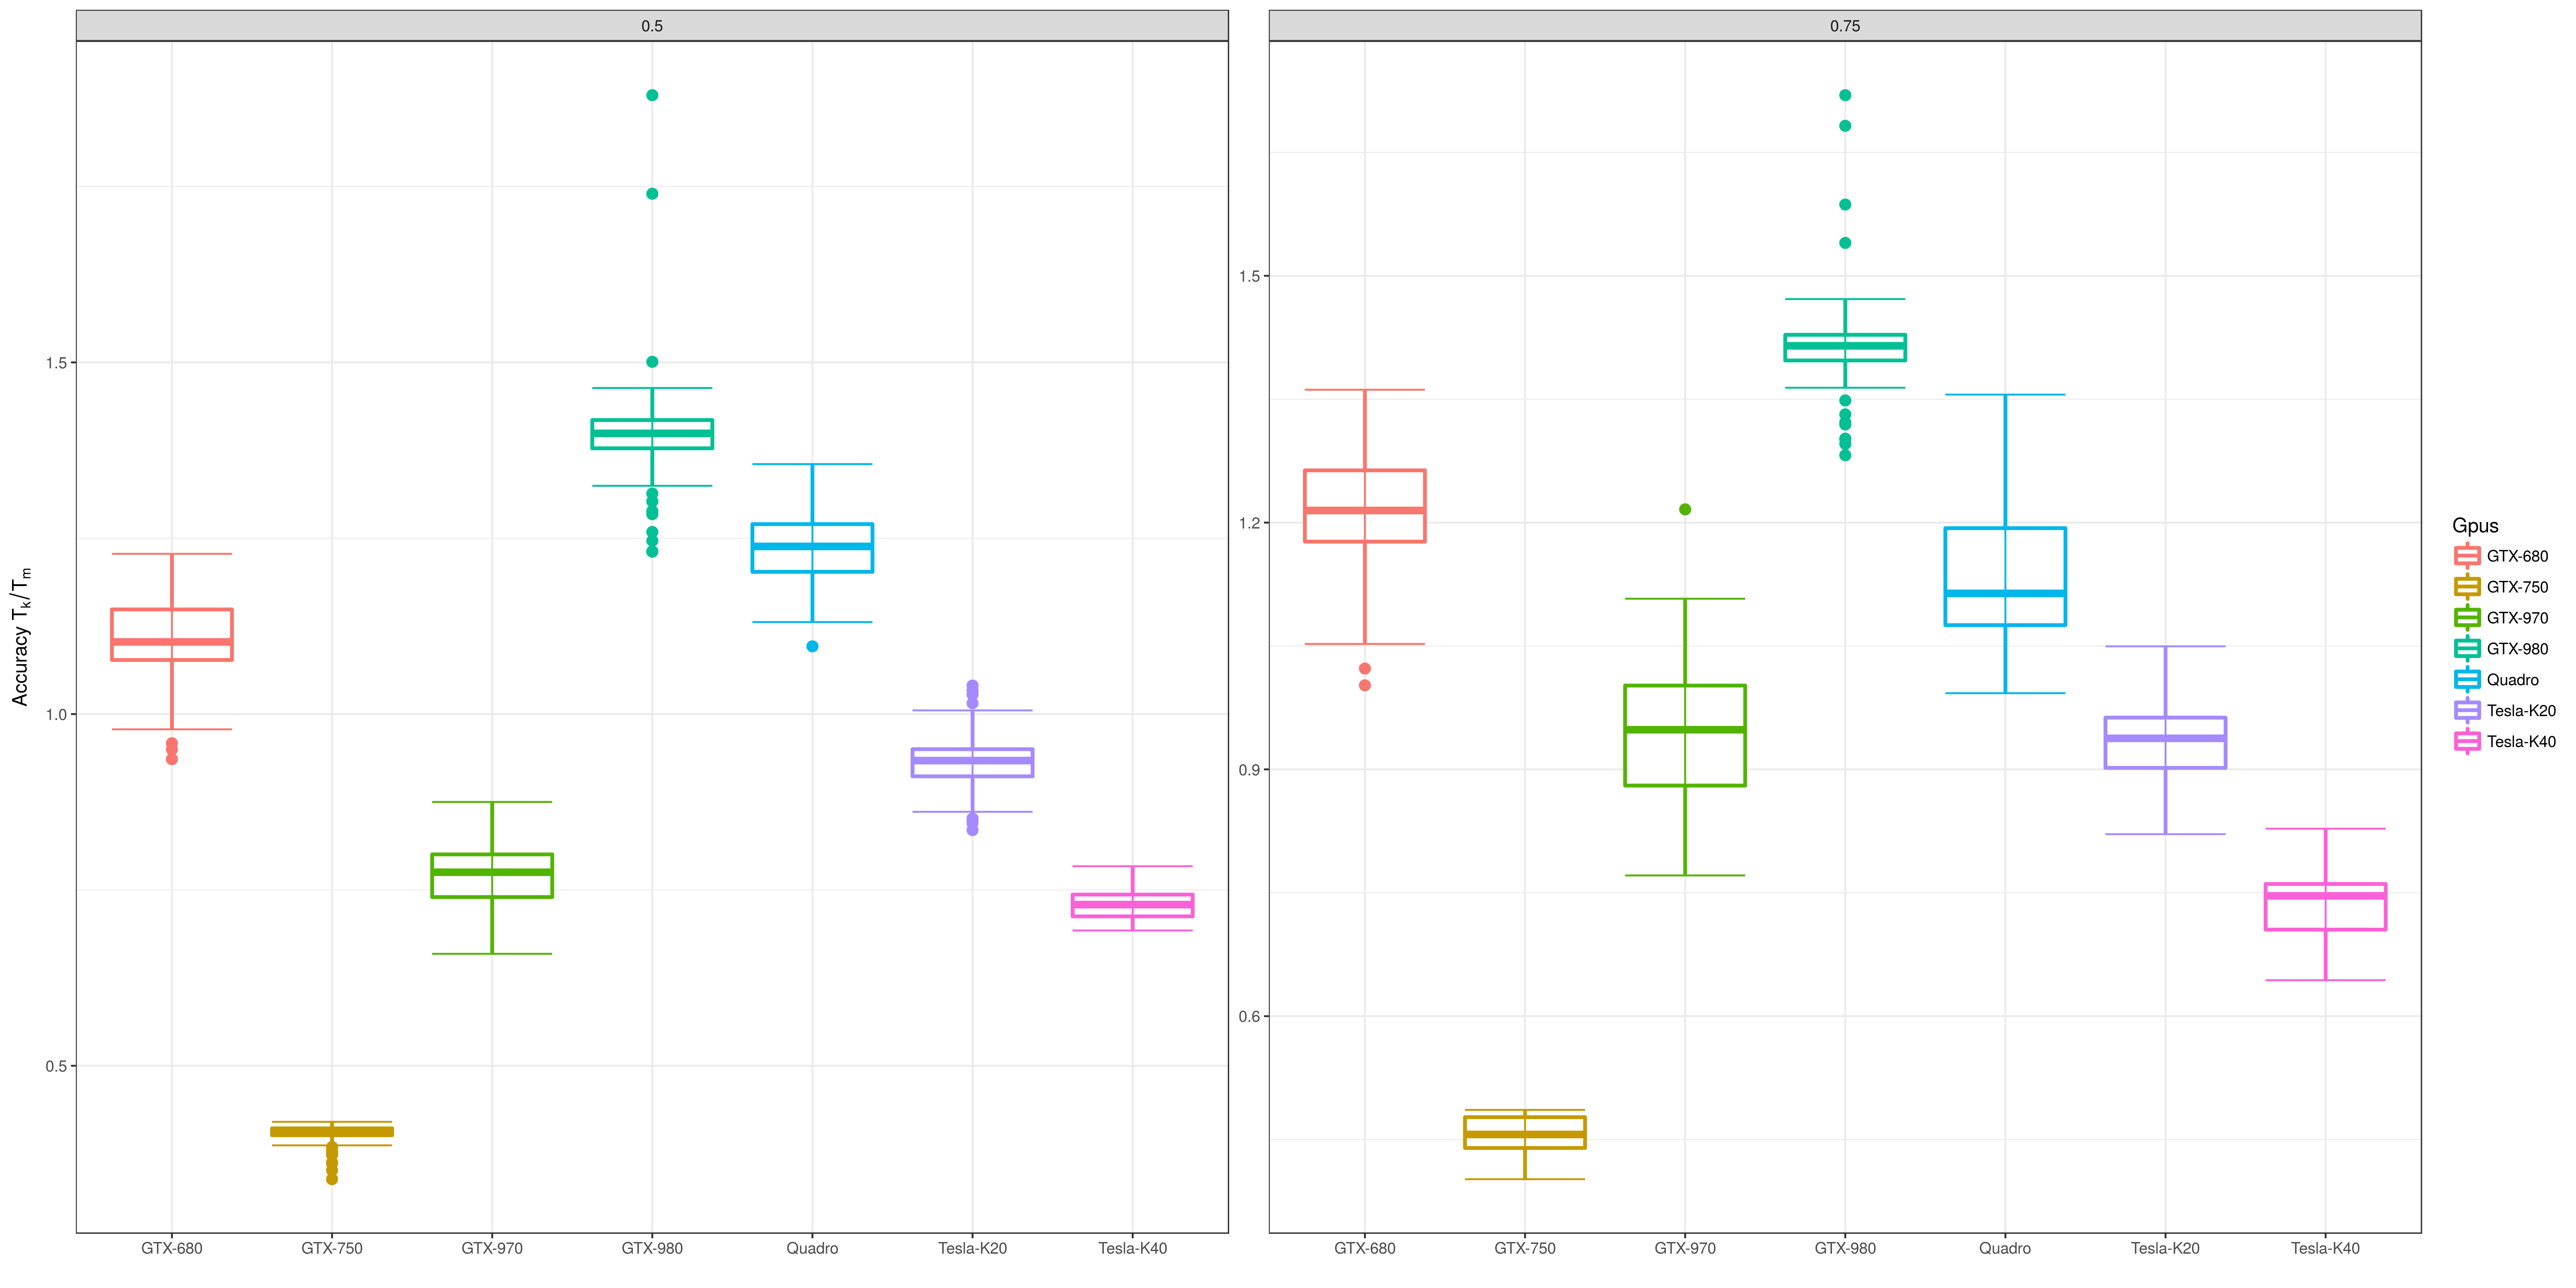 0.5
0.75
Accuracy Tₖ/Tₘ
1.5
1.0
0.5
1.5
1.2
0.9
0.6
GTX-680 GTX-750 GTX-970 GTX-980 Quadro Tesla-K20 Tesla-K40
GTX-680 GTX-750 GTX-970 GTX-980 Quadro Tesla-K20 Tesla-K40
Gpus
GTX-680
GTX-750
GTX-970
GTX-980
Quadro
Tesla-K20
Tesla-K40